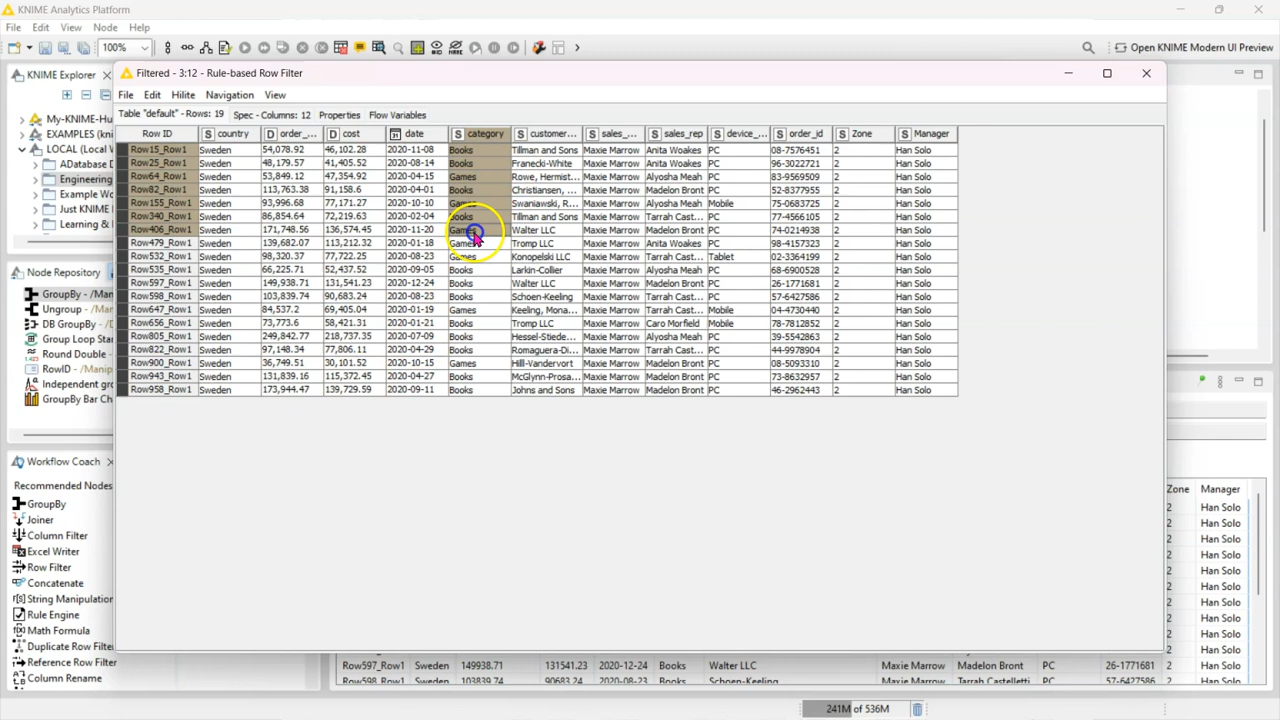 KNIME Analytics Platform
File Edit View Node Help
100%
Open KNIME Modern UI Preview
KNIME Explorer
Filtered - 3:12 - Rule-based Row Filter
File Edit Hilite Navigation View
Table "default" - Rows: 19 Spec - Columns: 12 Properties Flow Variables
Row ID S country D order_... D cost date S category S customer... S sales_... S sales_rep S device_... S order_id S Zone S Manager
Row15_Row1 Sweden 54,078.92 46,102.28 2020-11-08 Books Tillman and Sons Maxie Marrow Anita Woakes PC 08-7576451 2 Han Solo
Row25_Row1 Sweden 48,179.57 41,405.52 2020-08-14 Books Franecki-White Maxie Marrow Anita Woakes PC 96-3022721 2 Han Solo
Row64_Row1 Sweden 53,849.12 47,354.92 2020-04-15 Games Rowe, Hermist... Maxie Marrow Alyosha Meah PC 83-9569509 2 Han Solo
Row82_Row1 Sweden 113,763.38 91,158.6 2020-04-01 Books Christiansen, ... Maxie Marrow Madelon Bront PC 52-8377955 2 Han Solo
Row155_Row1 Sweden 93,996.68 77,171.27 2020-10-10 Games Swaniawski, R... Maxie Marrow Alyosha Meah Mobile 75-0683725 2 Han Solo
Row340_Row1 Sweden 86,854.64 72,219.63 2020-02-04 Books Tillman and Sons Maxie Marrow Tarrah Cast... PC 77-4566105 2 Han Solo
Row406_Row1 Sweden 171,748.56 136,574.45 2020-11-20 Games Walter LLC Maxie Marrow Madelon Bront PC 74-0214938 2 Han Solo
Row479_Row1 Sweden 139,682.07 113,212.32 2020-01-18 Games Tromp LLC Maxie Marrow Anita Woakes PC 98-4157323 2 Han Solo
Row532_Row1 Sweden 98,320.37 77,722.25 2020-08-23 Games Konopelski LLC Maxie Marrow Tarrah Cast... Tablet 02-3364199 2 Han Solo
Row535_Row1 Sweden 66,225.71 52,437.52 2020-09-05 Books Larkin-Collier Maxie Marrow Alyosha Meah PC 68-6900528 2 Han Solo
Row597_Row1 Sweden 149,938.71 131,541.23 2020-12-24 Books Walter LLC Maxie Marrow Madelon Bront PC 26-1771681 2 Han Solo
Row598_Row1 Sweden 103,839.74 90,683.24 2020-08-23 Books Schoen-Keeling Maxie Marrow Tarrah Cast... PC 57-6427586 2 Han Solo
Row647_Row1 Sweden 84,537.2 69,405.04 2020-01-19 Games Keeling, Mona... Maxie Marrow Tarrah Cast... Mobile 04-4730440 2 Han Solo
Row656_Row1 Sweden 73,773.6 58,421.31 2020-01-21 Books Tromp LLC Maxie Marrow Caro Morfield Mobile 78-7812852 2 Han Solo
Row805_Row1 Sweden 249,842.77 218,737.35 2020-07-09 Books Hessel-Stiede... Maxie Marrow Alyosha Meah PC 39-5542863 2 Han Solo
Row822_Row1 Sweden 97,148.34 77,806.11 2020-04-29 Books Romaguera-Di... Maxie Marrow Tarrah Cast... PC 44-9978904 2 Han Solo
Row900_Row1 Sweden 36,749.51 30,101.52 2020-10-15 Games Hilll-Vandervort Maxie Marrow Madelon Bront PC 08-5093310 2 Han Solo
Row943_Row1 Sweden 131,839.16 115,372.45 2020-04-27 Books McGlynn-Prosa... Maxie Marrow Madelon Bront PC 73-8632957 2 Han Solo
Row958_Row1 Sweden 173,944.47 139,729.59 2020-09-11 Books Johns and Sons Maxie Marrow Madelon Bront PC 46-2962443 2 Han Solo
My-KNIME-Hu
EXAMPLES (kni
LOCAL (Local W
ADatabase D
Engineering
Example Wo
Just KNIME
Learning &
Node Repository
GroupBy - /Man
Ungroup - /Man
DB GroupBy - /D
Group Loop Start
Round Double -
RowID - /Manip
Independent gro
GroupBy Bar Ch
Workflow Coach
Recommended Nodes
GroupBy
Joiner
Column Filter
Excel Writer
Row Filter
Concatenate
String Manipulation
Rule Engine
Math Formula
Duplicate Row Filte
Reference Row Filt
Column Rename
Zone Manager
2 Han Solo
2 Han Solo
2 Han Solo
2 Han Solo
2 Han Solo
2 Han Solo
2 Han Solo
2 Han Solo
2 Han Solo
2 Han Solo
Row597_Row1 Sweden 149938.71 131541.23 2020-12-24 Books Walter LLC Maxie Marrow Madelon Bront PC 26-1771681 2 Han Solo
Row598_Row1 Sweden 103839.74 90683.24 2020-08-23 Books Schoen-Keeling Maxie Marrow Tarrah Castelletti PC 57-6427586 2 Han Solo
241M of 536M